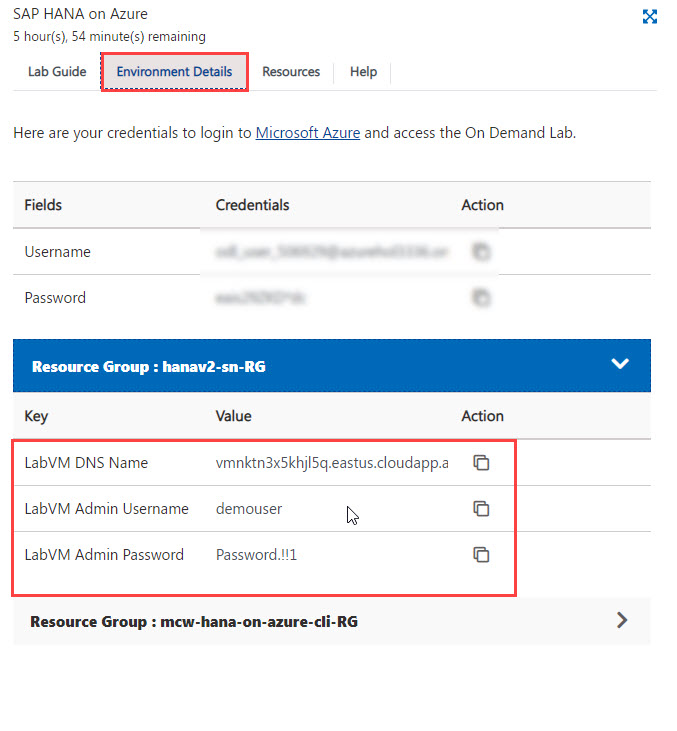 SAP HANA on Azure
5 hour(s), 54 minute(s) remaining
Lab Guide Environment Details Resources Help
Here are your credentials to login to Microsoft Azure and access the On Demand Lab.
Fields Credentials Action
Username
Password
Resource Group : hanav2-sn-RG
Key Value Action
LabVM DNS Name vmnktn3x5khjl5q.eastus.cloudapp.a
LabVM Admin Username demouser
LabVM Admin Password Password.!!1
Resource Group : mcw-hana-on-azure-cli-RG